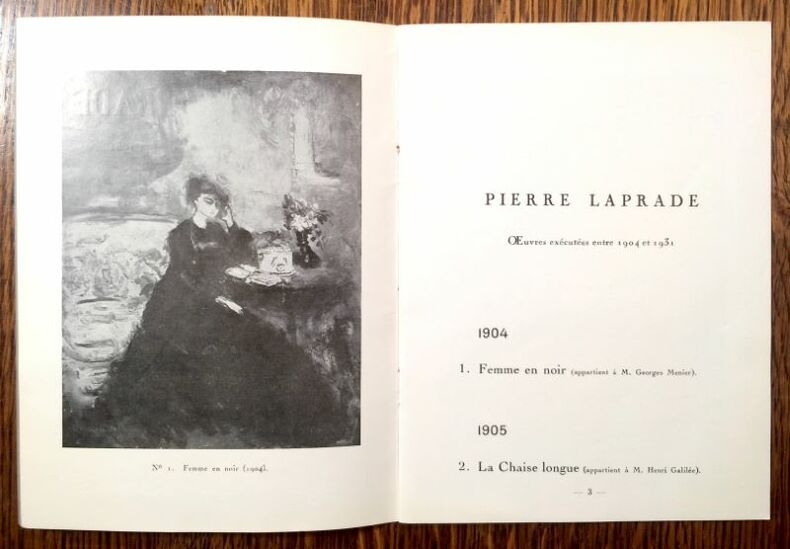 Nº 1. Femme en noir (1904).
PIERRE LAPRADE
Œuvres exécutées entre 1904 et 1931
1904
1. Femme en noir (appartient à M. Georges Menier).
1905
2. La Chaise longue (appartient à M. Henri Galilée).
— 3 —